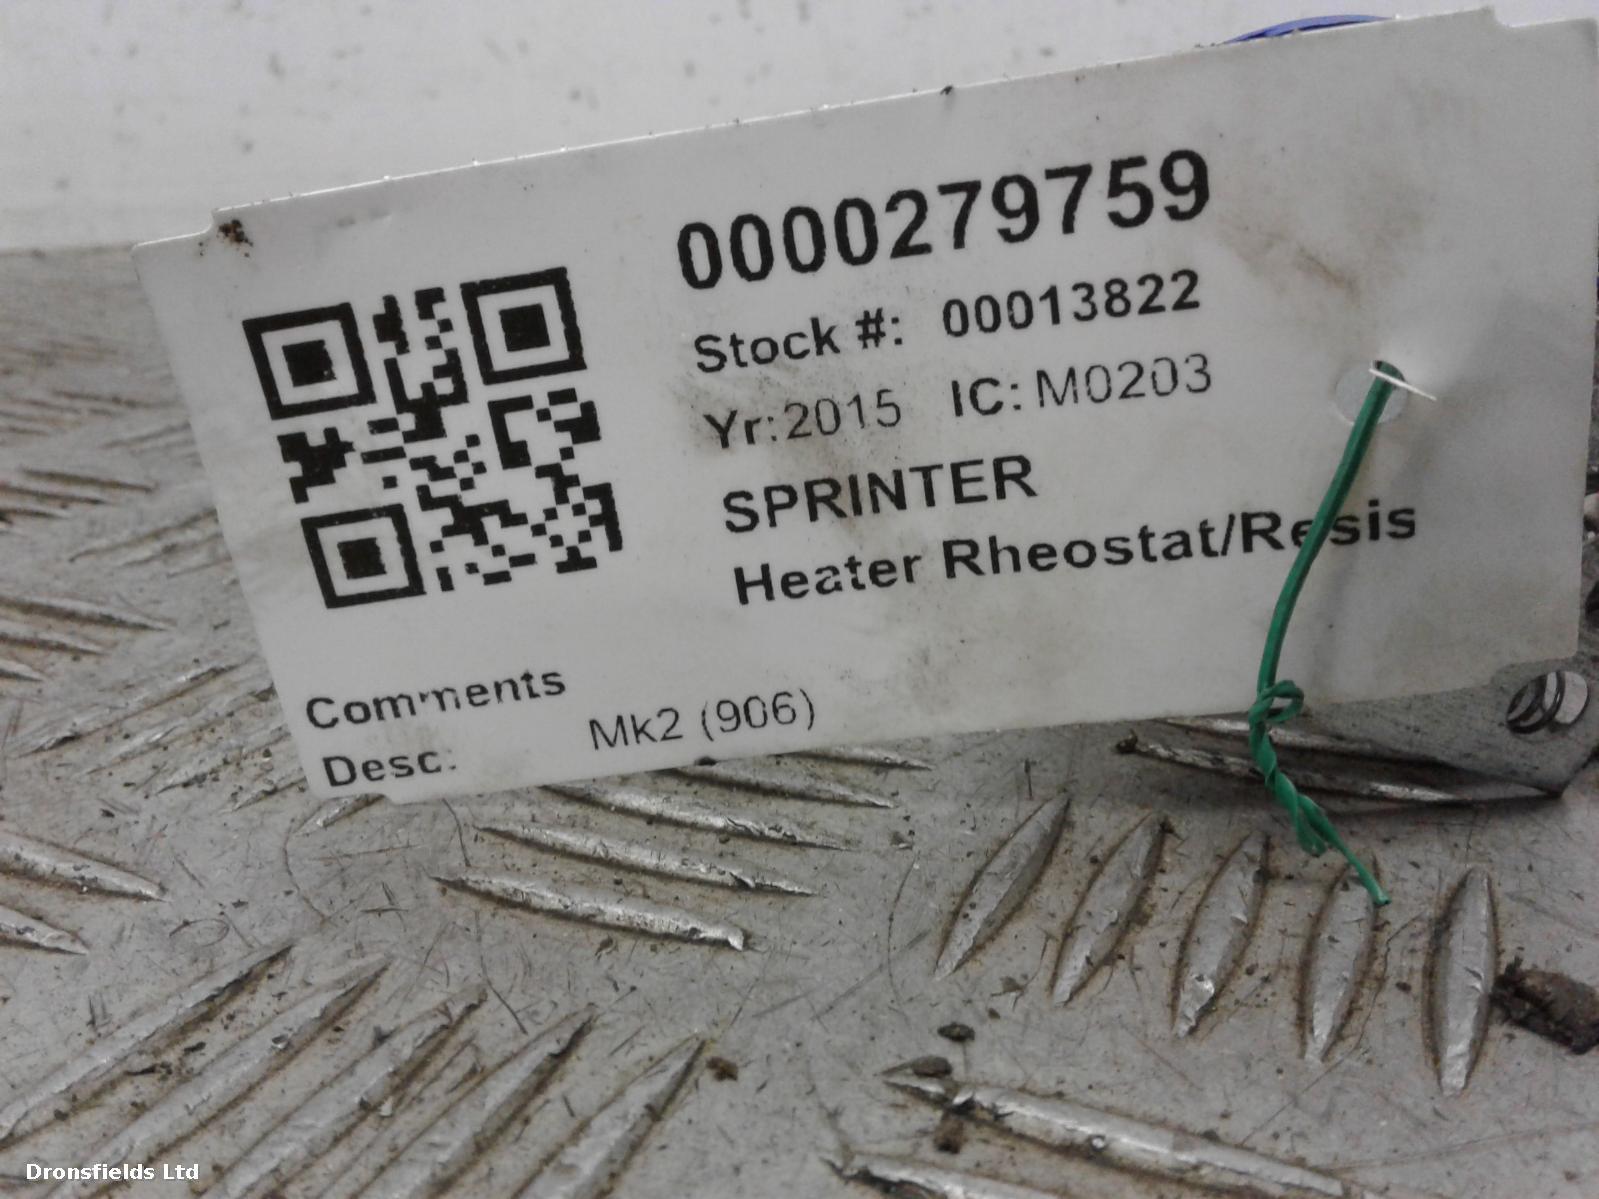 0000279759
Stock #: 00013822
Yr:2015 IC: M0203
SPRINTER
Heater Rheostat/Resis
Comments
Desc: Mk2 (906)
Dronsfields Ltd